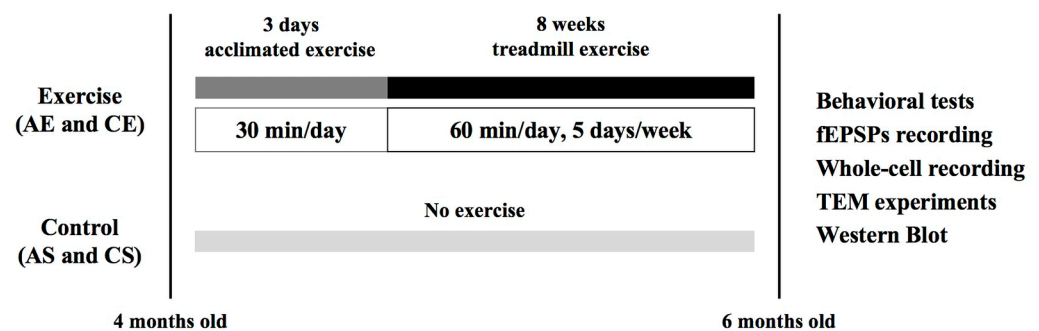 3 days
acclimated exercise
8 weeks
treadmill exercise
Exercise
(AE and CE)
30 min/day
60 min/day, 5 days/week
Control
(AS and CS)
No exercise
Behavioral tests
fEPSPs recording
Whole-cell recording
TEM experiments
Western Blot
4 months old
6 months old